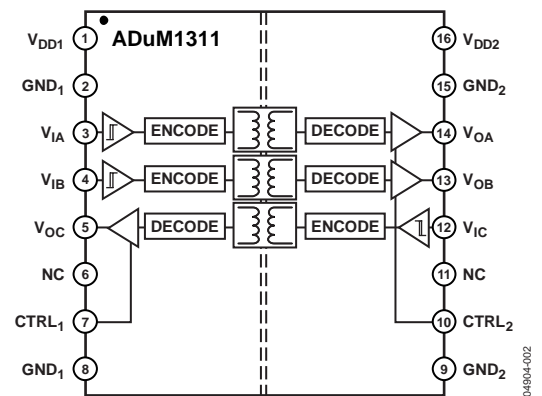 ADuM1311
V_DD1 1 16 V_DD2
GND_1 2 15 GND_2
V_IA 3 ENCODE DECODE 14 V_OA
V_IB 4 ENCODE DECODE 13 V_OB
V_OC 5 DECODE ENCODE 12 V_IC
NC 6 11 NC
CTRL_1 7 10 CTRL_2
GND_1 8 9 GND_2
04904-002